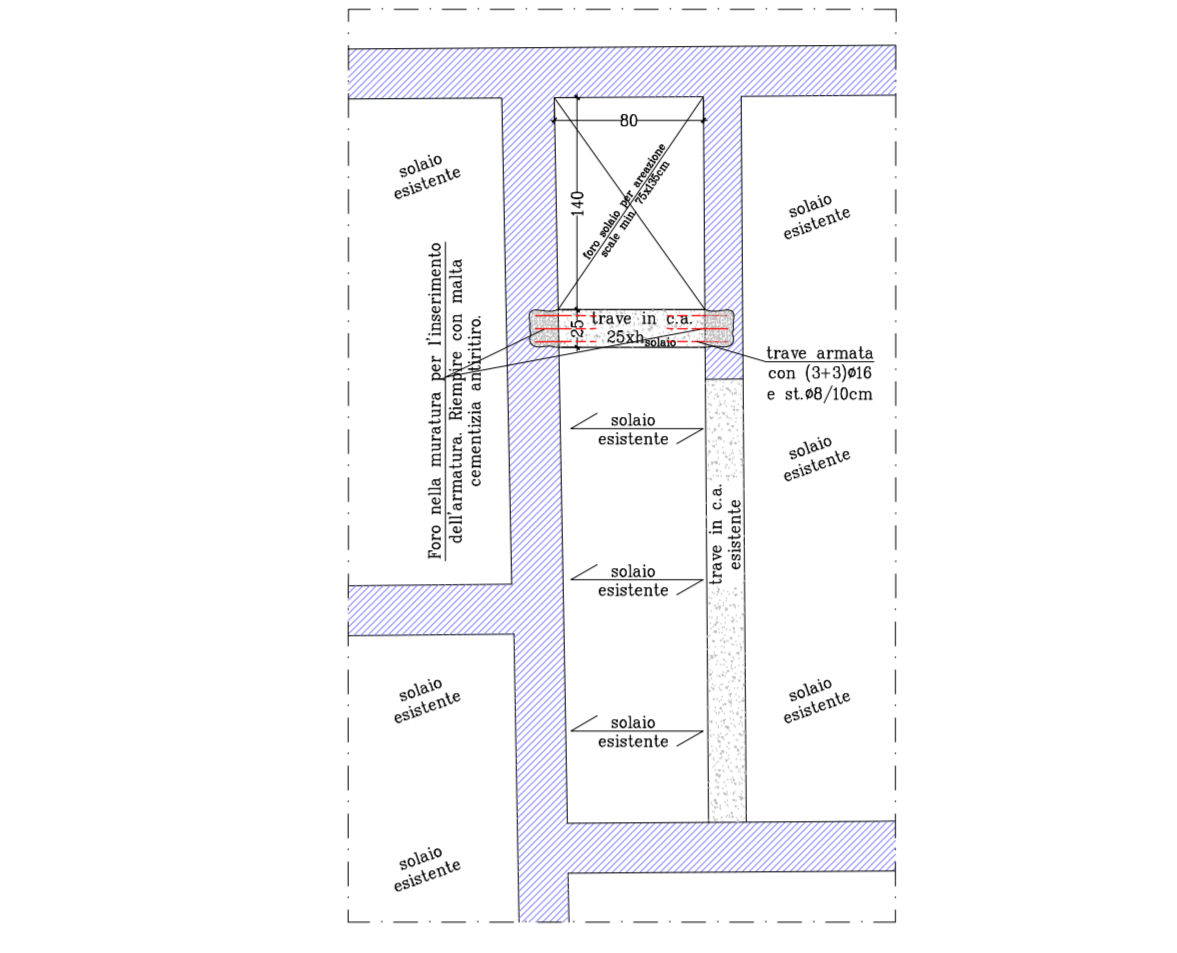 80
solaio
esistente
foro solaio per areazione
scale min. 75x135cm
140
solaio
esistente
Foro nella muratura per l'inserimento
dell'armatura. Riempire con malta
cementizia antiritiro.
25
trave in c.a.
25xhsolaio
trave armata
con (3+3)ø16
e st.ø8/10cm
solaio
esistente
solaio
esistente
trave in c.a.
esistente
solaio
esistente
solaio
esistente
solaio
esistente
solaio
esistente
solaio
esistente